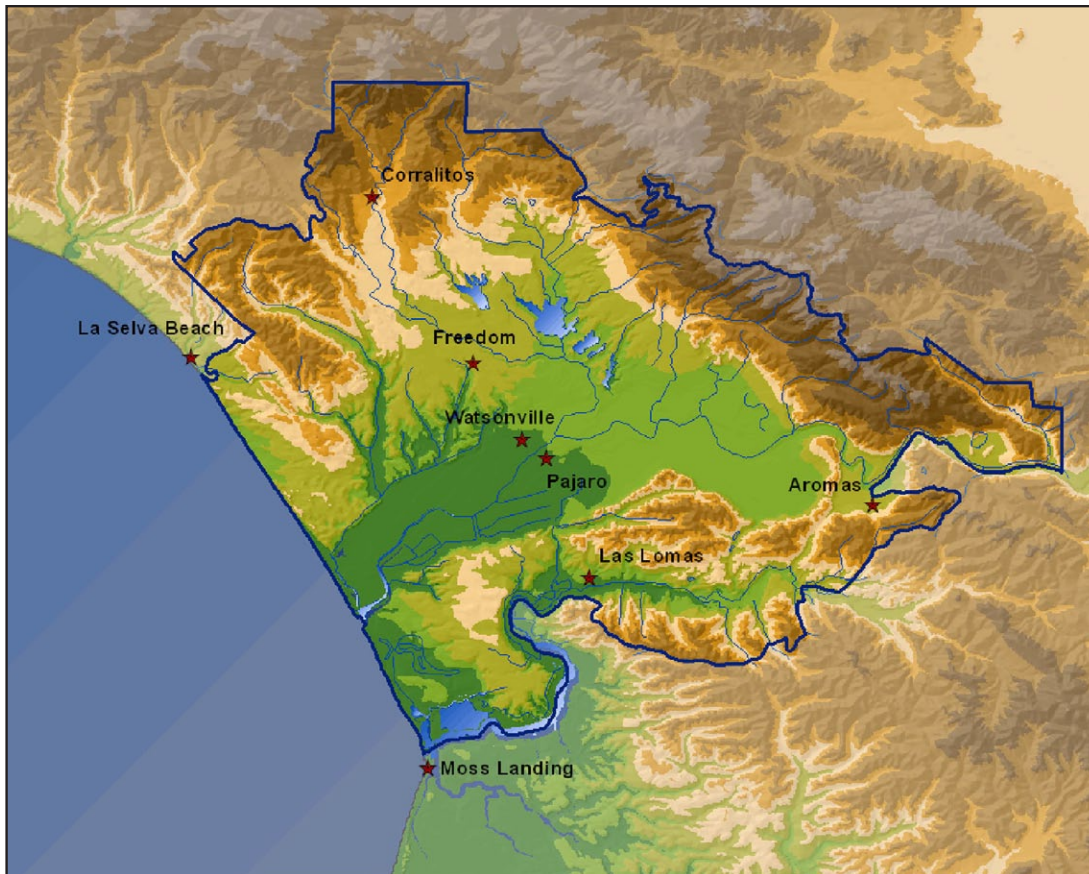 Corralitos
La Selva Beach
Freedom
Watsonville
Pajaro
Aromas
Las Lomas
Moss Landing